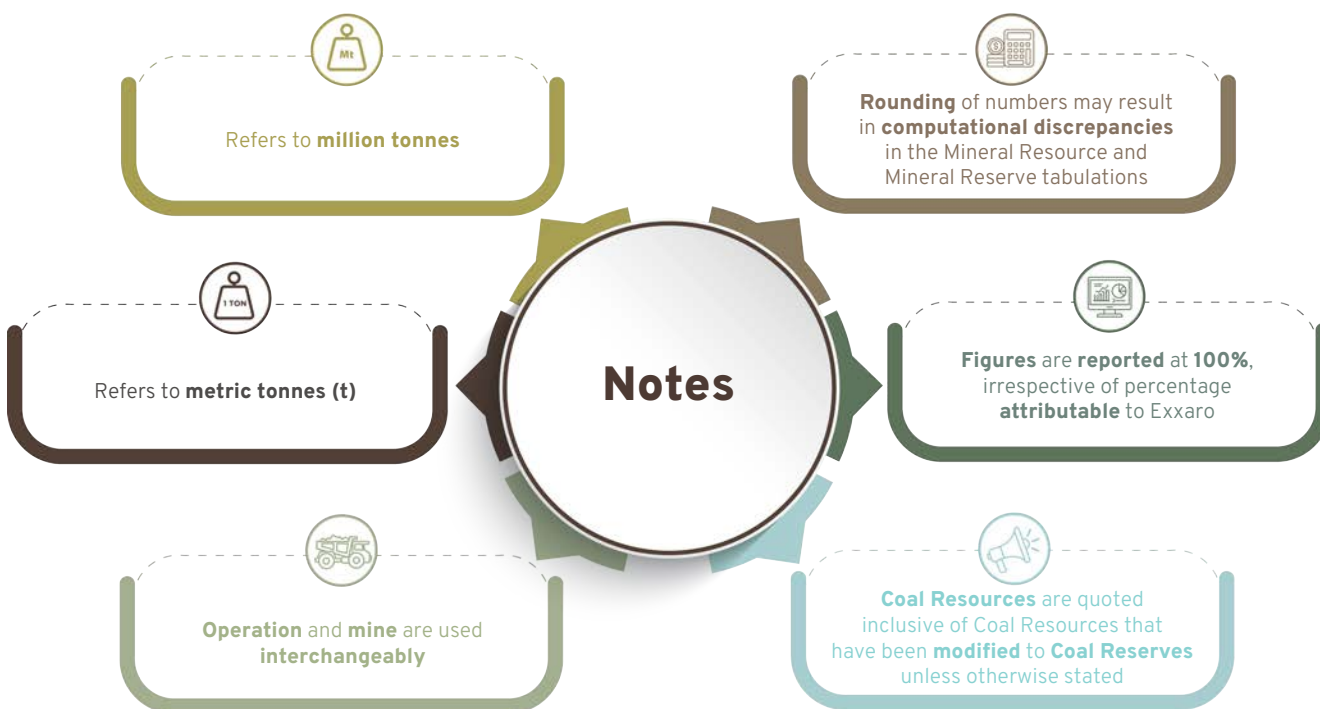 Mt
Refers to million tonnes
1 TON
Refers to metric tonnes (t)
Operation and mine are used
interchangeably
Notes
Rounding of numbers may result
in computational discrepancies
in the Mineral Resource and
Mineral Reserve tabulations
Figures are reported at 100%,
irrespective of percentage
attributable to Exxaro
Coal Resources are quoted
inclusive of Coal Resources that
have been modified to Coal Reserves
unless otherwise stated